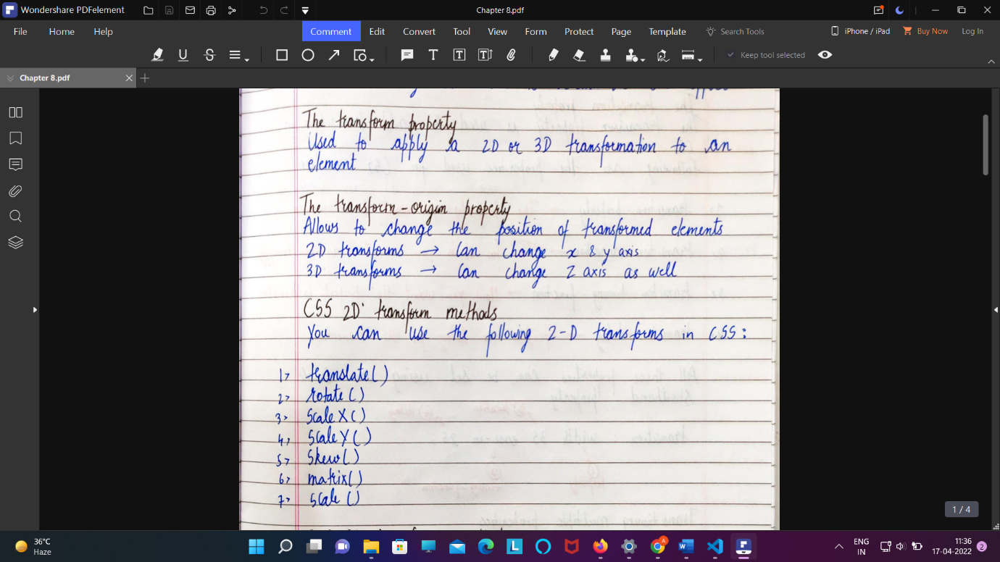 Wondershare PDFelement
Chapter 8.pdf
File Home Help Comment Edit Convert Tool View Form Protect Page Template Search Tools iPhone / iPad Buy Now Log In
Keep tool selected
Chapter 8.pdf
The transform property
Used to apply a 2D or 3D transformation to an
element
The transform-origin property
Allows to change the position of transformed elements
2D transforms → Can change x & y axis
3D transforms → Can change Z axis as well
CSS 2D transform methods
You can use the following 2-D transforms in CSS:
1> translate()
2> rotate()
3> scaleX()
4> scaleY()
5> skew()
6> matrix()
7> scale()
1 / 4
36°C
Haze
ENG
IN
11:36
17-04-2022
2